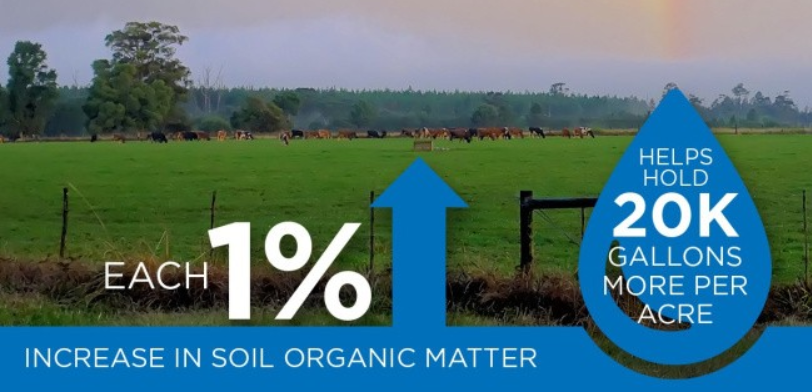 EACH 1%
INCREASE IN SOIL ORGANIC MATTER
HELPS
HOLD
20K
GALLONS
MORE PER
ACRE